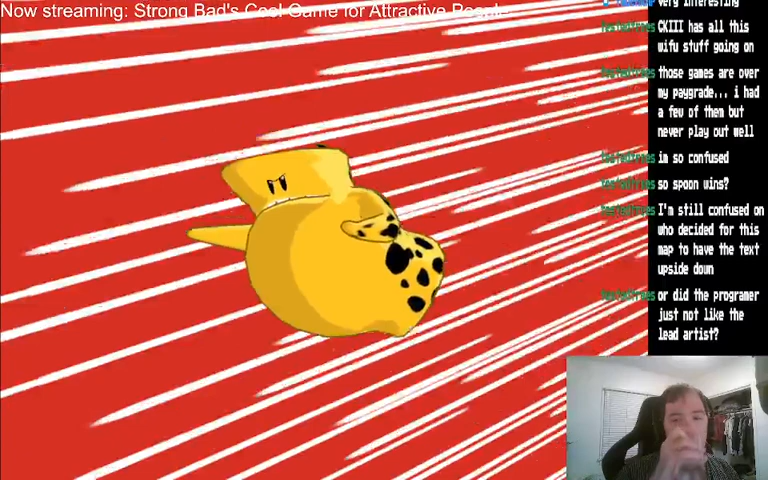 Now streaming: Strong Bad's Cool Game for Attractive People
very interesting
CKIII has all this
wifu stuff going on
those games are over
my paygrade... i had
a few of them but
never play out well
im so confused
so spoon wins?
I'm still confused on
who decided for this
map to have the text
upside down
or did the programer
just not like the
lead artist?